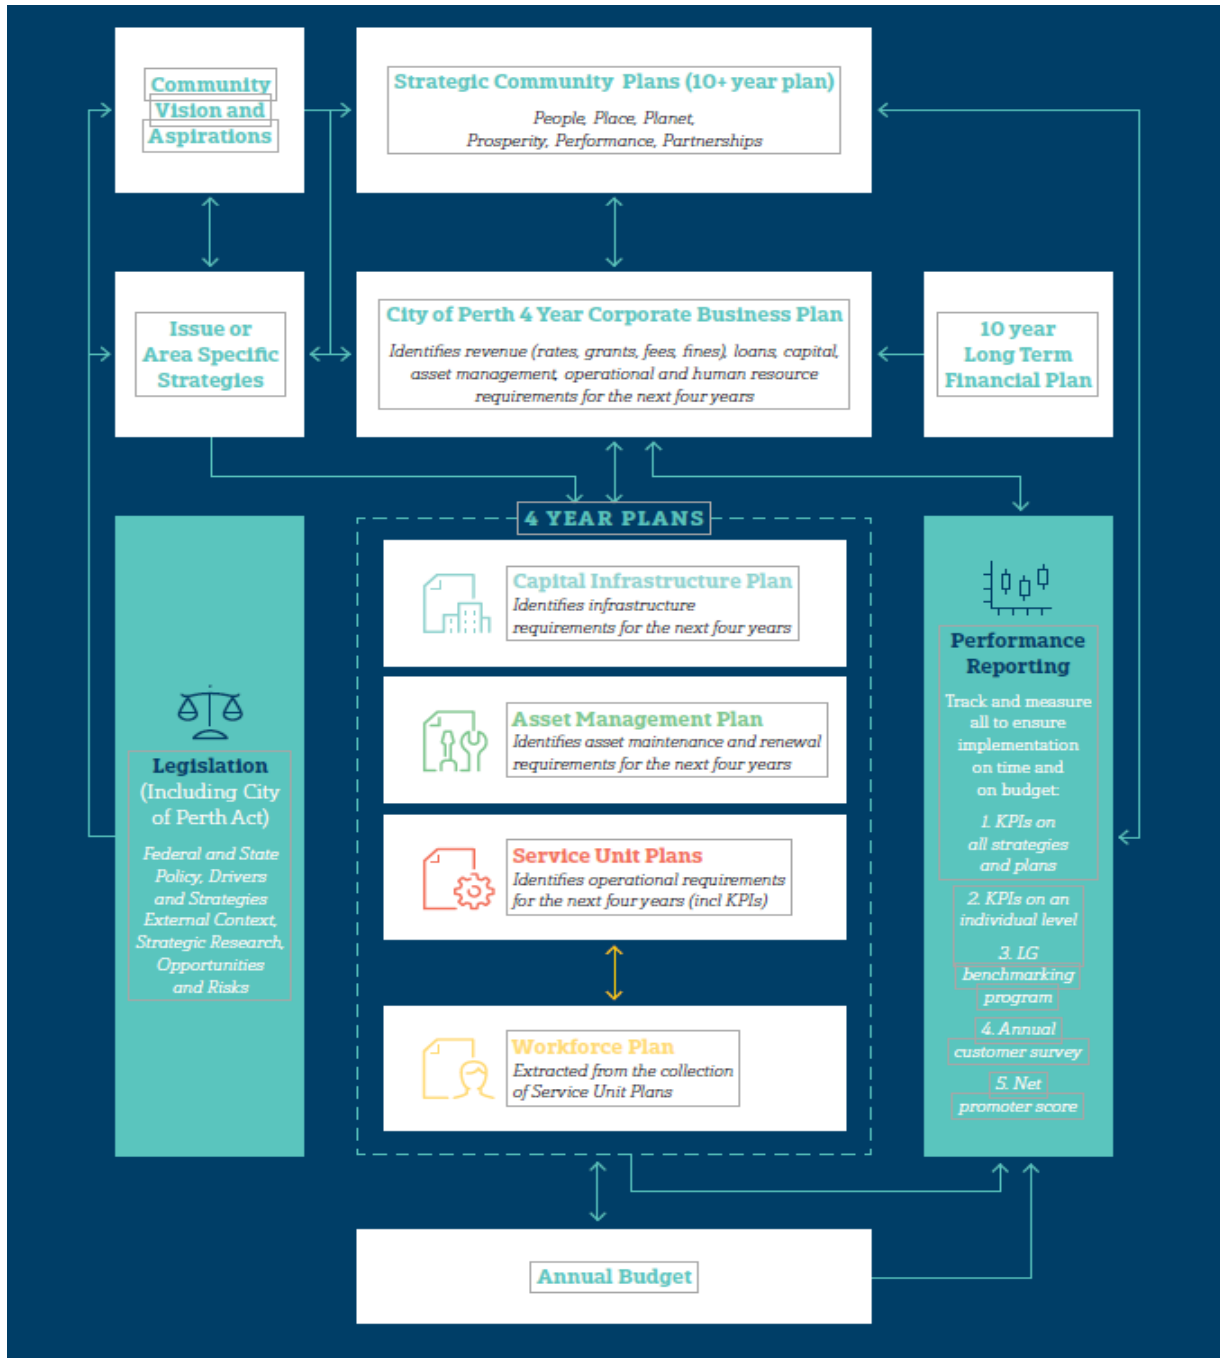 Community
Vision and
Aspirations
Strategic Community Plans (10+ year plan)
People, Place, Planet,
Prosperity, Performance, Partnerships
Issue or
Area Specific
Strategies
City of Perth 4 Year Corporate Business Plan
Identifies revenue (rates, grants, fees, fines), loans, capital,
asset management, operational and human resource
requirements for the next four years
10 year
Long Term
Financial Plan
4 YEAR PLANS
Capital Infrastructure Plan
Identifies infrastructure
requirements for the next four years
Asset Management Plan
Identifies asset maintenance and renewal
requirements for the next four years
Service Unit Plans
Identifies operational requirements
for the next four years (incl KPIs)
Workforce Plan
Extracted from the collection
of Service Unit Plans
Legislation
(Including City
of Perth Act)
Federal and State
Policy, Drivers
and Strategies
External Context,
Strategic Research,
Opportunities
and Risks
Performance
Reporting
Track and measure
all to ensure
implementation
on time and
on budget:
1. KPIs on
all strategies
and plans
2. KPIs on an
individual level
3. LG
benchmarking
program
4. Annual
customer survey
5. Net
promoter score
Annual Budget